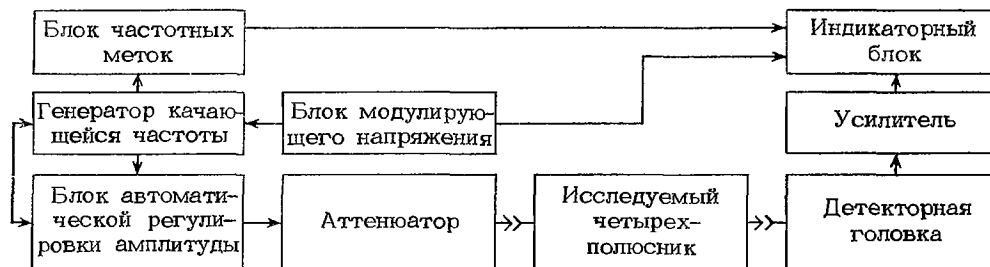 Блок частотных
меток
Индикаторный
блок
Генератор качаю-
щейся частоты
Блок модулирую-
щего напряжения
Усилитель
Блок автомати-
ческой регули-
ровки амплитуды
Аттенюатор
Исследуемый
четырех-
полюсник
Детекторная
головка